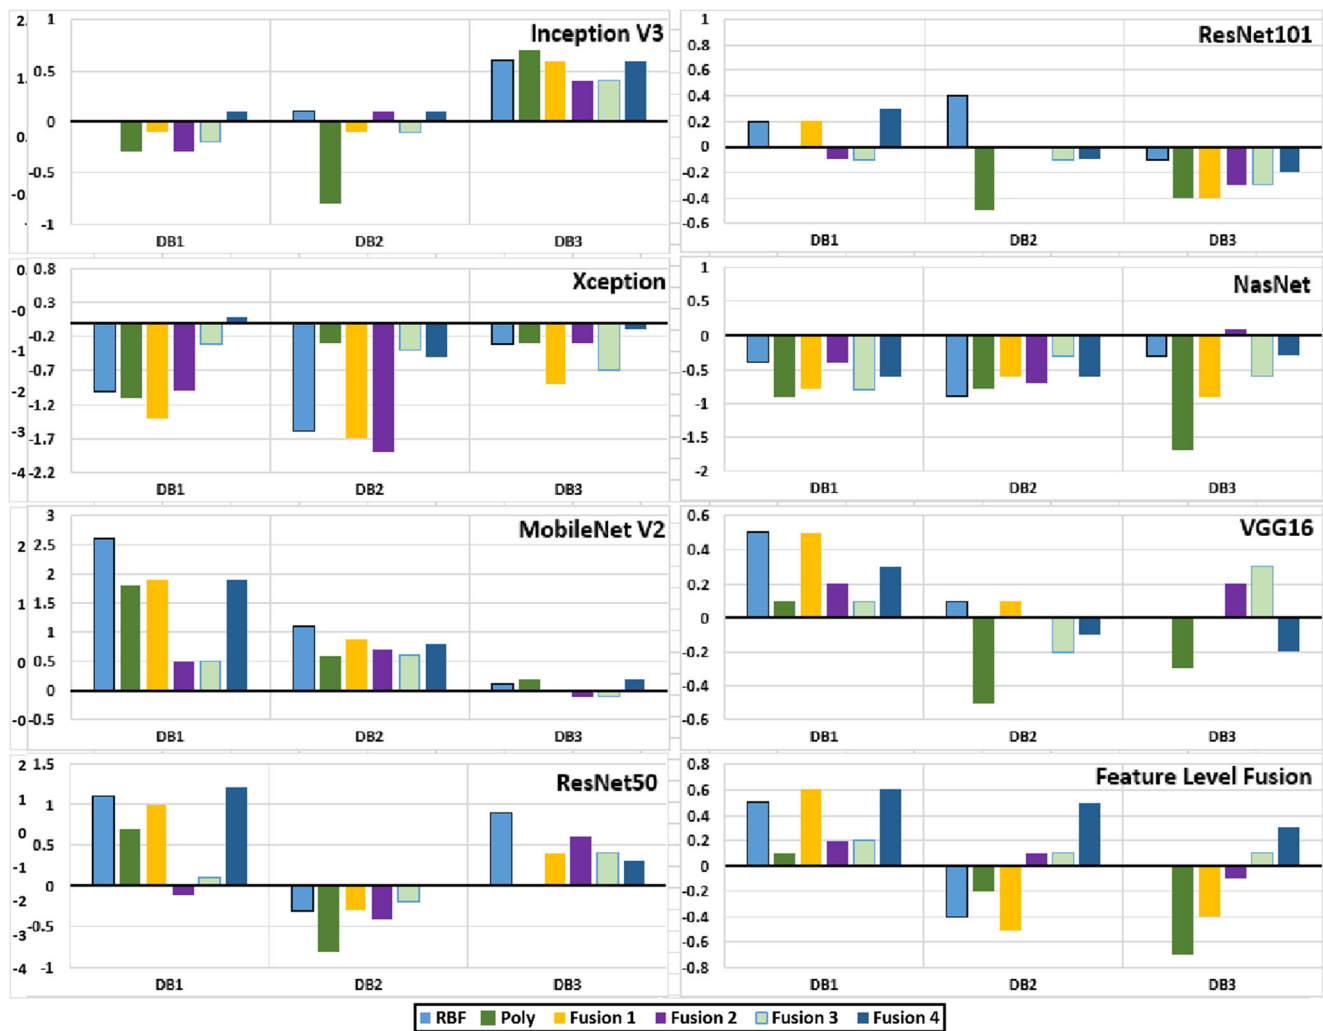 Inception V3
1
0.5
0
-0.5
-1
DB1
DB2
DB3
ResNet101
1
0.8
0.6
0.4
0.2
0
-0.2
-0.4
-0.6
DB1
DB2
DB3
Xception
0.8
0.3
-0.2
-0.7
-1.2
-1.7
-2.2
DB1
DB2
DB3
NasNet
1
0.5
0
-0.5
-1
-1.5
-2
DB1
DB2
DB3
MobileNet V2
3
2.5
2
1.5
1
0.5
0
-0.5
DB1
DB2
DB3
VGG16
0.6
0.4
0.2
0
-0.2
-0.4
-0.6
DB1
DB2
DB3
ResNet50
1.5
1
0.5
0
-0.5
-1
DB1
DB2
DB3
Feature Level Fusion
0.8
0.6
0.4
0.2
0
-0.2
-0.4
-0.6
-0.8
DB1
DB2
DB3
RBF Poly Fusion 1 Fusion 2 Fusion 3 Fusion 4